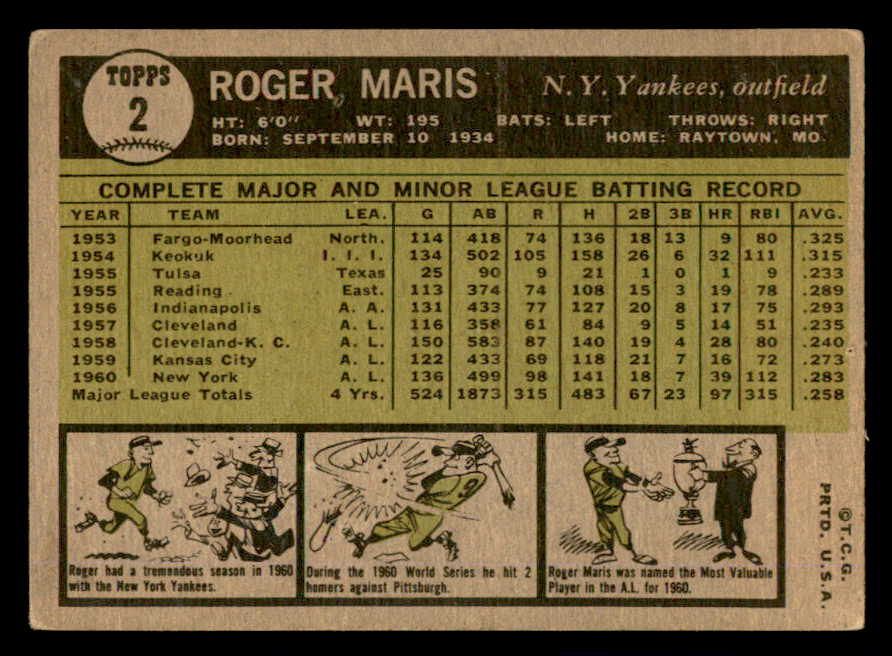 TOPPS
2
ROGER MARIS N. Y. Yankees, outfield
HT: 6'0" WT: 195 BATS: LEFT THROWS: RIGHT
BORN: SEPTEMBER 10 1934 HOME: RAYTOWN, MO.
COMPLETE MAJOR AND MINOR LEAGUE BATTING RECORD
YEAR TEAM LEA. G AB R H 2B 3B HR RBI AVG.
1953 Fargo-Moorhead North. 114 418 74 136 18 13 9 80 .325
1954 Keokuk I. I. I. 134 502 105 158 26 6 32 111 .315
1955 Tulsa Texas 25 90 9 21 1 0 1 9 .233
1955 Reading East. 113 374 74 108 15 3 19 78 .289
1956 Indianapolis A. A. 131 433 77 127 20 8 17 75 .293
1957 Cleveland A. L. 116 358 61 84 9 5 14 51 .235
1958 Cleveland-K. C. A. L. 150 583 87 140 19 4 28 80 .240
1959 Kansas City A. L. 122 433 69 118 21 7 16 72 .273
1960 New York A. L. 136 499 98 141 18 7 39 112 .283
Major League Totals 4 Yrs. 524 1873 315 483 67 23 97 315 .258
Roger had a tremendous season in 1960
with the New York Yankees.
9
During the 1960 World Series he hit 2
homers against Pittsburgh.
Roger Maris was named the Most Valuable
Player in the A.L. for 1960.
©T.C.G.
PRTD. U.S.A.